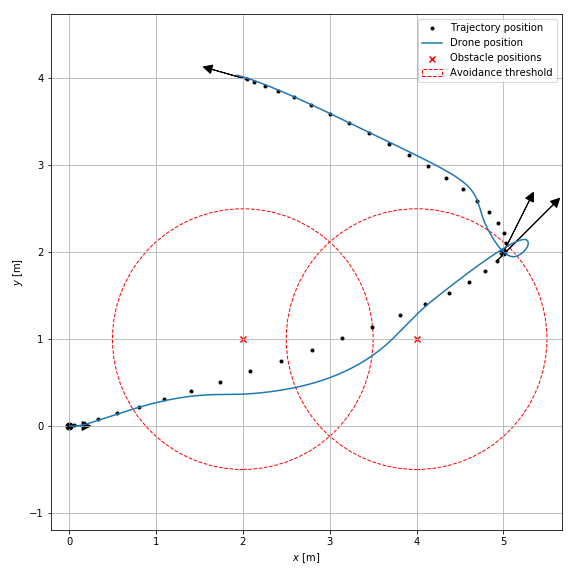 Trajectory position
Drone position
Obstacle positions
Avoidance threshold
4
3
2
1
0
−1
y [m]
0 1 2 3 4 5
x [m]